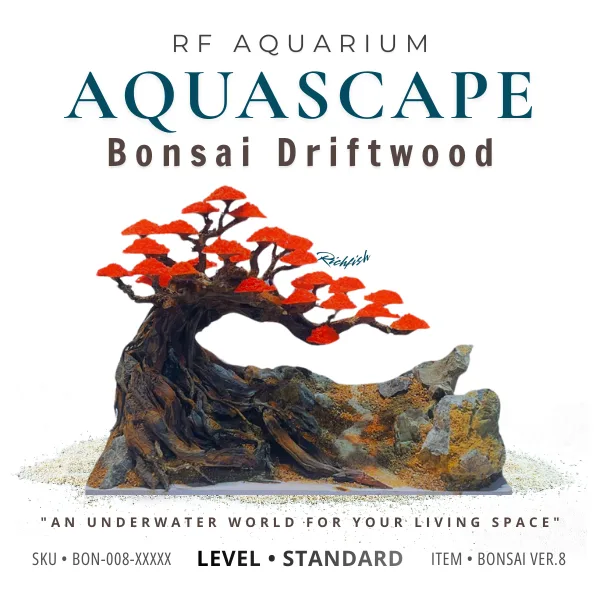 RF AQUARIUM
AQUASCAPE
Bonsai Driftwood
Richfish
"AN UNDERWATER WORLD FOR YOUR LIVING SPACE"
SKU • BON-008-XXXXX LEVEL • STANDARD ITEM • BONSAI VER.8